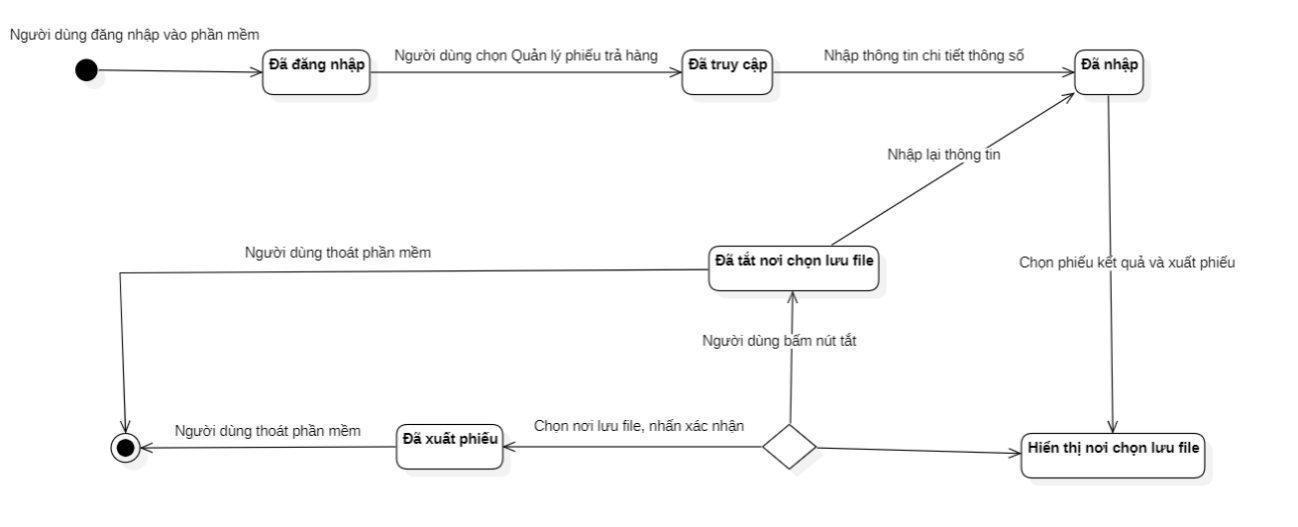 Người dùng đăng nhập vào phần mềm
Đã đăng nhập
Người dùng chọn Quản lý phiếu trả hàng
Đã truy cập
Nhập thông tin chi tiết thông số
Đã nhập
Nhập lại thông tin
Người dùng thoát phần mềm
Đã tắt nơi chọn lưu file
Chọn phiếu kết quả và xuất phiếu
Người dùng bấm nút tắt
Người dùng thoát phần mềm
Đã xuất phiếu
Chọn nơi lưu file, nhấn xác nhận
Hiển thị nơi chọn lưu file